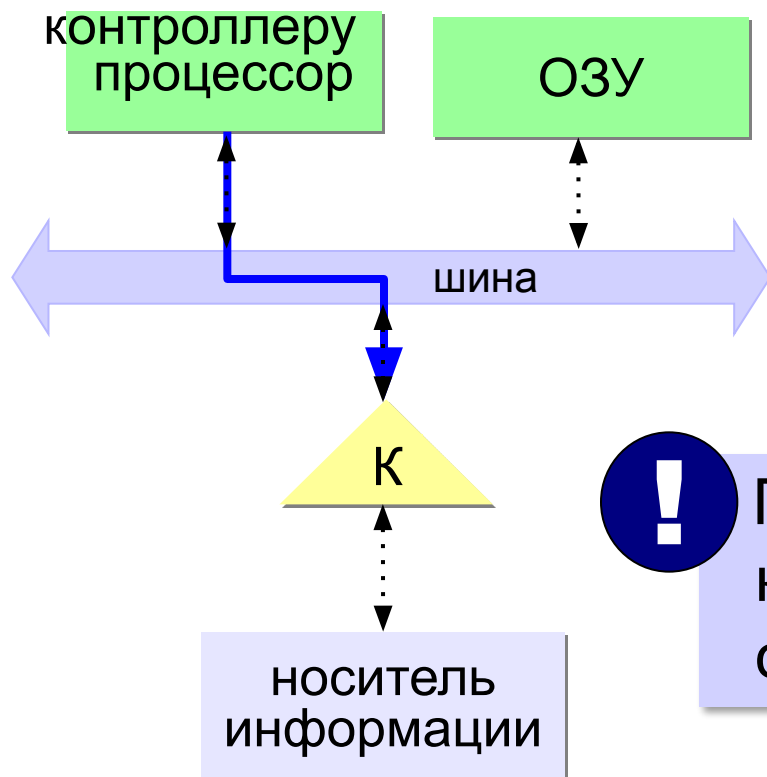 контроллеру
процессор
ОЗУ
шина
К
!
носитель
информации